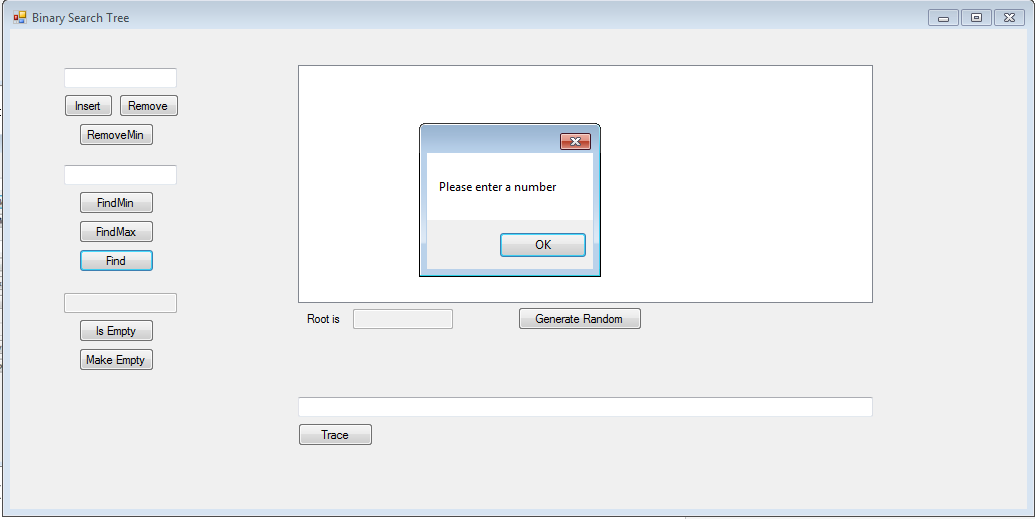 Binary Search Tree
Insert Remove
RemoveMin
FindMin
FindMax
Find
Is Empty
Make Empty
Please enter a number
OK
Root is
Generate Random
Trace